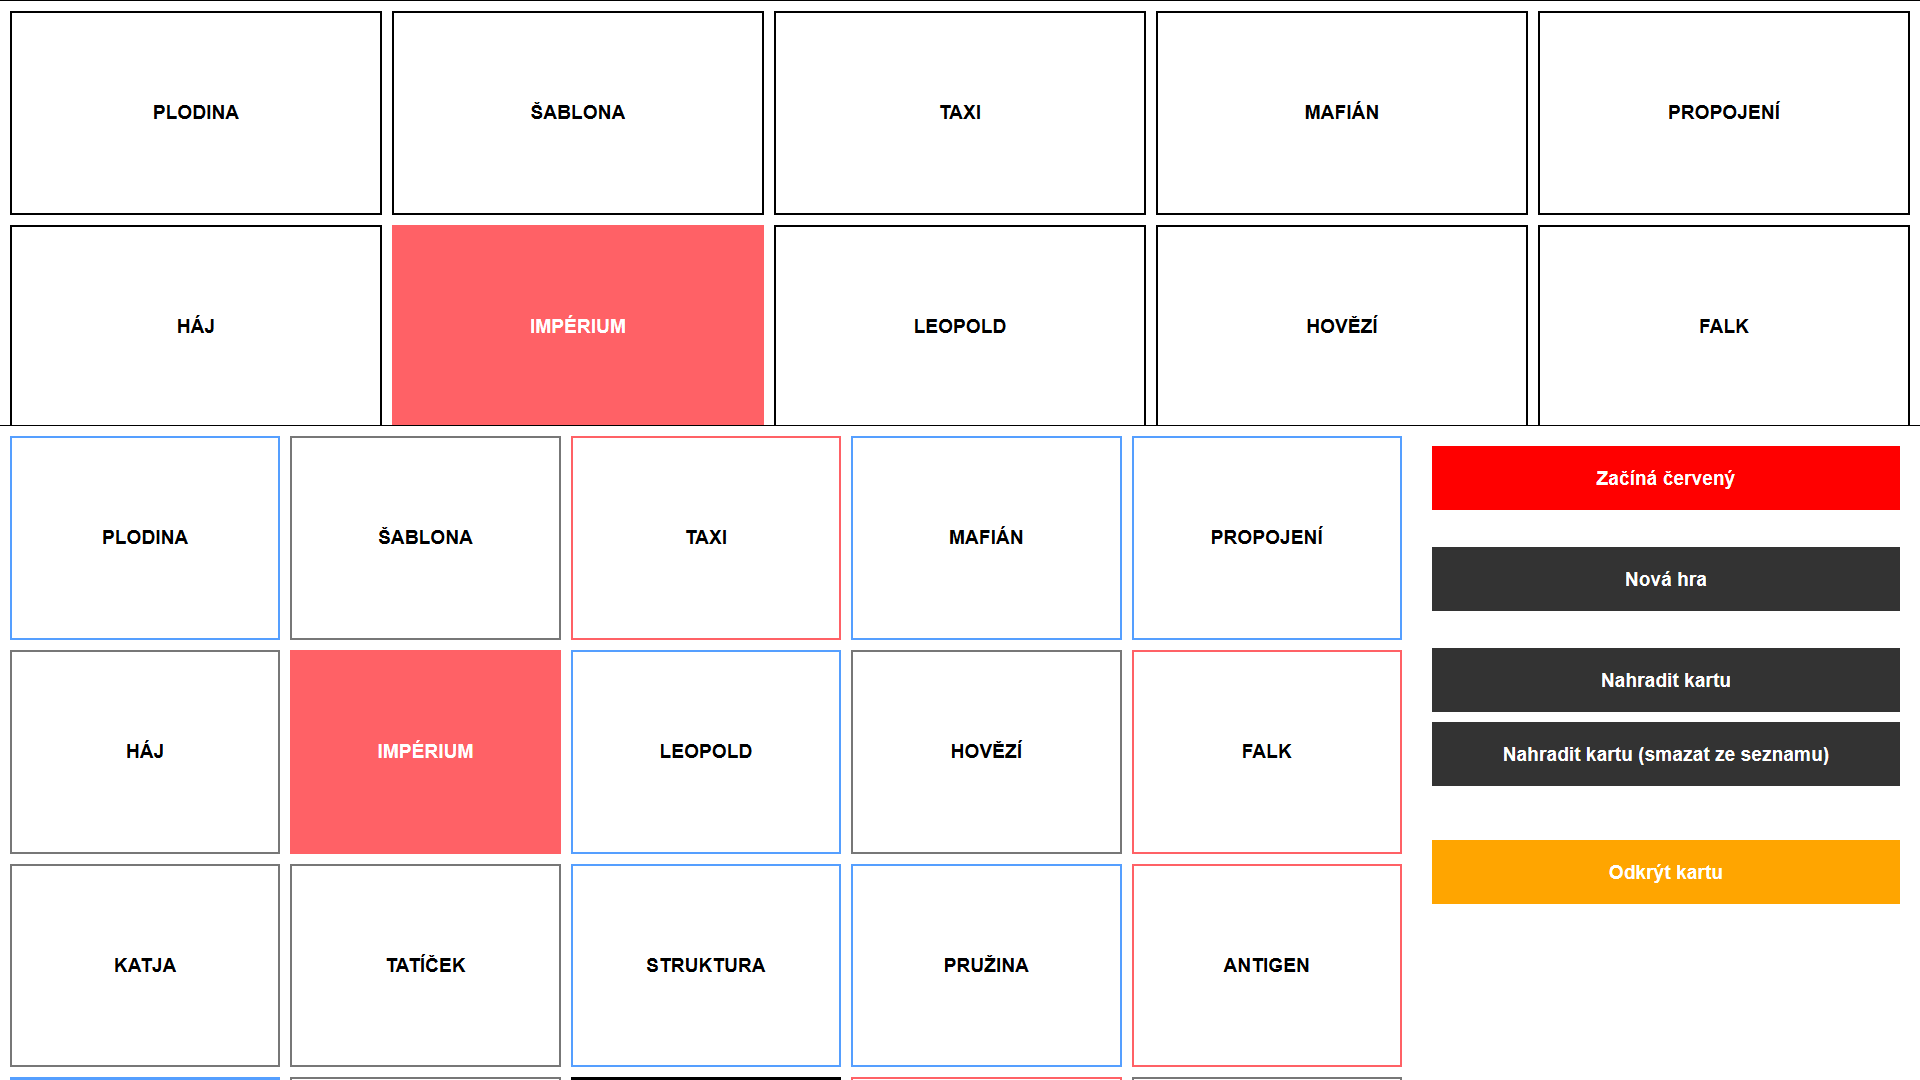 PLODINA
ŠABLONA
TAXI
MAFIÁN
PROPOJENÍ
HÁJ
IMPÉRIUM
LEOPOLD
HOVĚZÍ
FALK
PLODINA
ŠABLONA
TAXI
MAFIÁN
PROPOJENÍ
HÁJ
IMPÉRIUM
LEOPOLD
HOVĚZÍ
FALK
KATJA
TATÍČEK
STRUKTURA
PRUŽINA
ANTIGEN
Začíná červený
Nová hra
Nahradit kartu
Nahradit kartu (smazat ze seznamu)
Odkrýt kartu